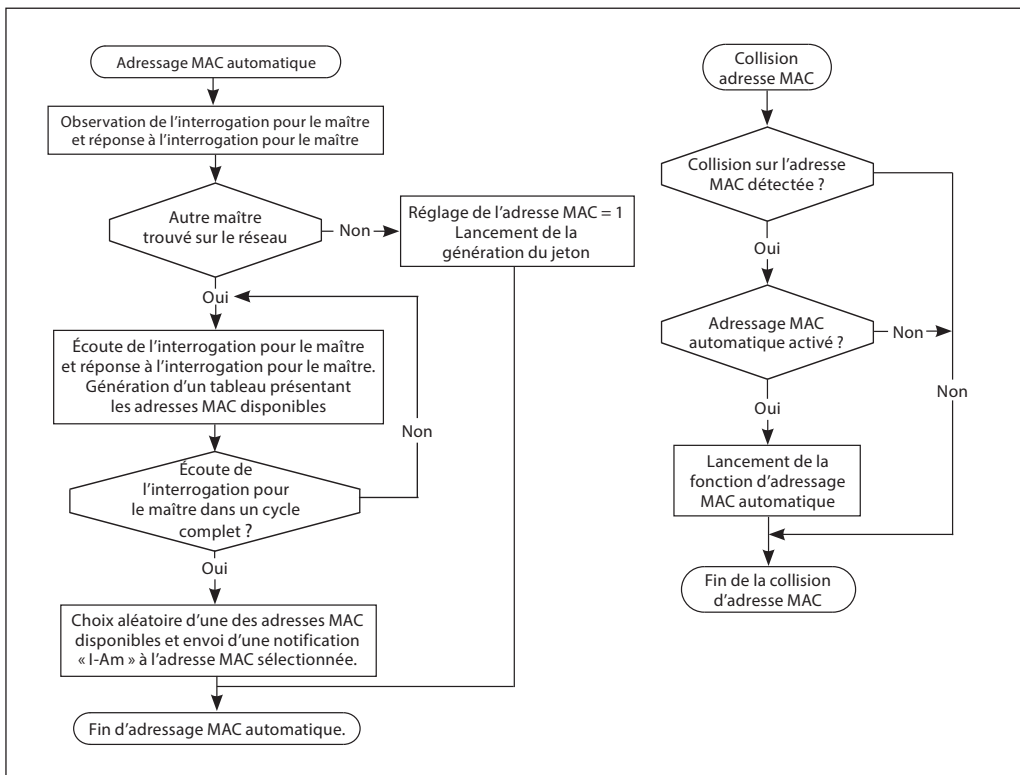 Adressage MAC automatique
Observation de l'interrogation pour le maître
et réponse à l'interrogation pour le maître
Autre maître
trouvé sur le réseau
Non
Réglage de l'adresse MAC = 1
Lancement de la
génération du jeton
Oui
Écoute de l'interrogation pour le maître
et réponse à l'interrogation pour le maître.
Génération d'un tableau présentant
les adresses MAC disponibles
Non
Écoute de
l'interrogation pour
le maître dans un cycle
complet ?
Oui
Choix aléatoire d'une des adresses MAC
disponibles et envoi d'une notification
« I-Am » à l'adresse MAC sélectionnée.
Fin d'adressage MAC automatique.
Collision
adresse MAC
Collision sur l'adresse
MAC détectée ?
Oui
Adressage MAC
automatique activé ?
Non
Non
Oui
Lancement de la
fonction d'adressage
MAC automatique
Fin de la collision
d'adresse MAC